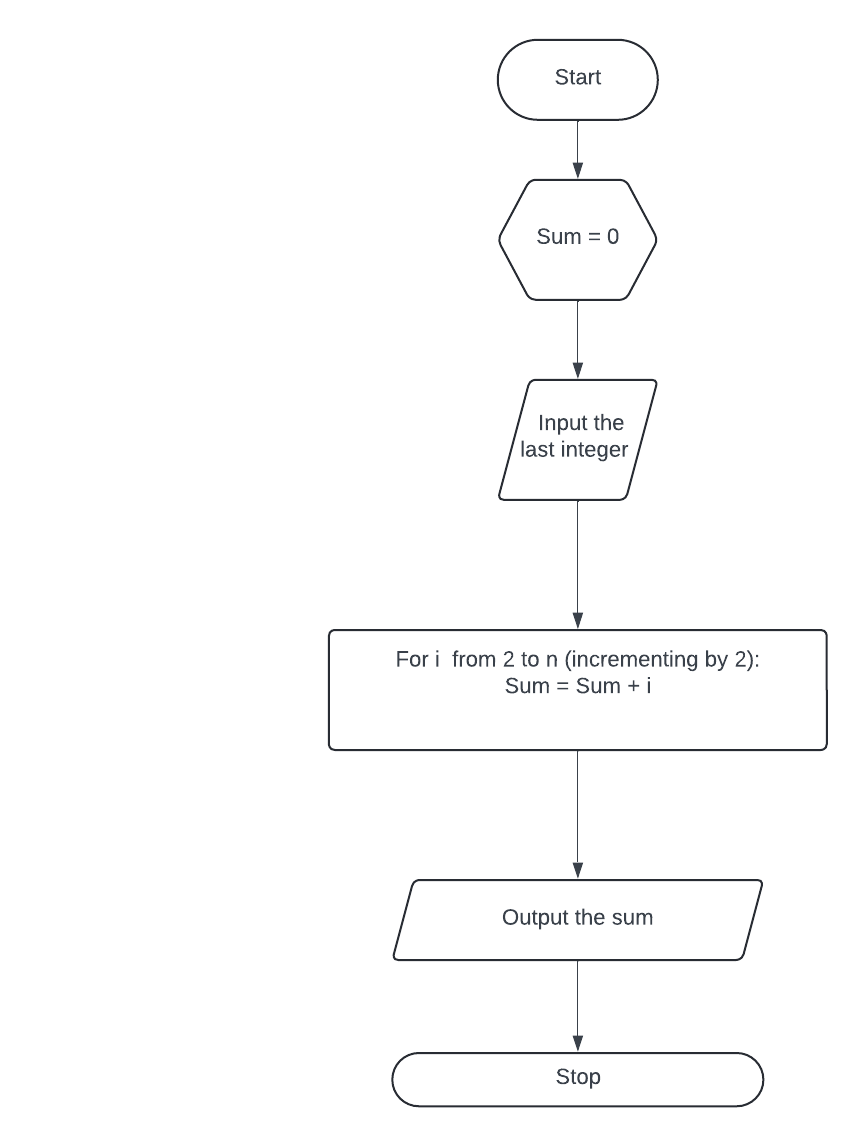 Start
Sum = 0
Input the
last integer
For i  from 2 to n (incrementing by 2):
Sum = Sum + i
Output the sum
Stop